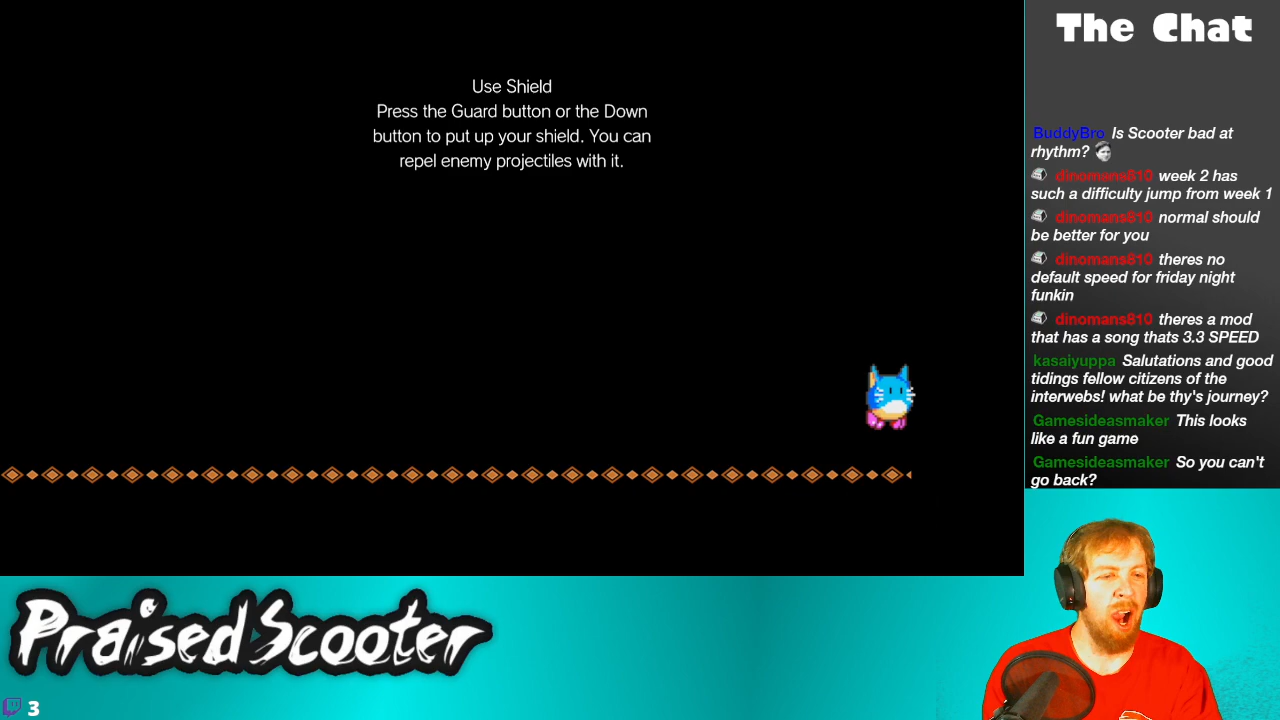 Use Shield
Press the Guard button or the Down
button to put up your shield. You can
repel enemy projectiles with it.
The Chat
BuddyBro Is Scooter bad at
rhythm?
dinomans810 week 2 has
such a difficulty jump from week 1
dinomans810 normal should
be better for you
dinomans810 theres no
default speed for friday night
funkin
dinomans810 theres a mod
that has a song thats 3.3 SPEED
kasaiyuppa Salutations and good
tidings fellow citizens of the
interwebs! what be thy's journey?
Gamesideasmaker This looks
like a fun game
Gamesideasmaker So you can't
go back?
PraisedScooter
3